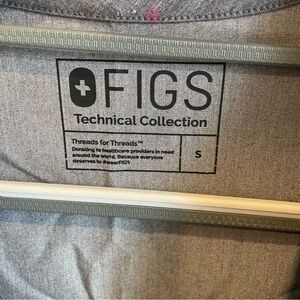 FIGS
Technical Collection
Threads for Threads™
Donating to healthcare providers in need
around the world. Because everyone
deserves to #wearFIGS
S